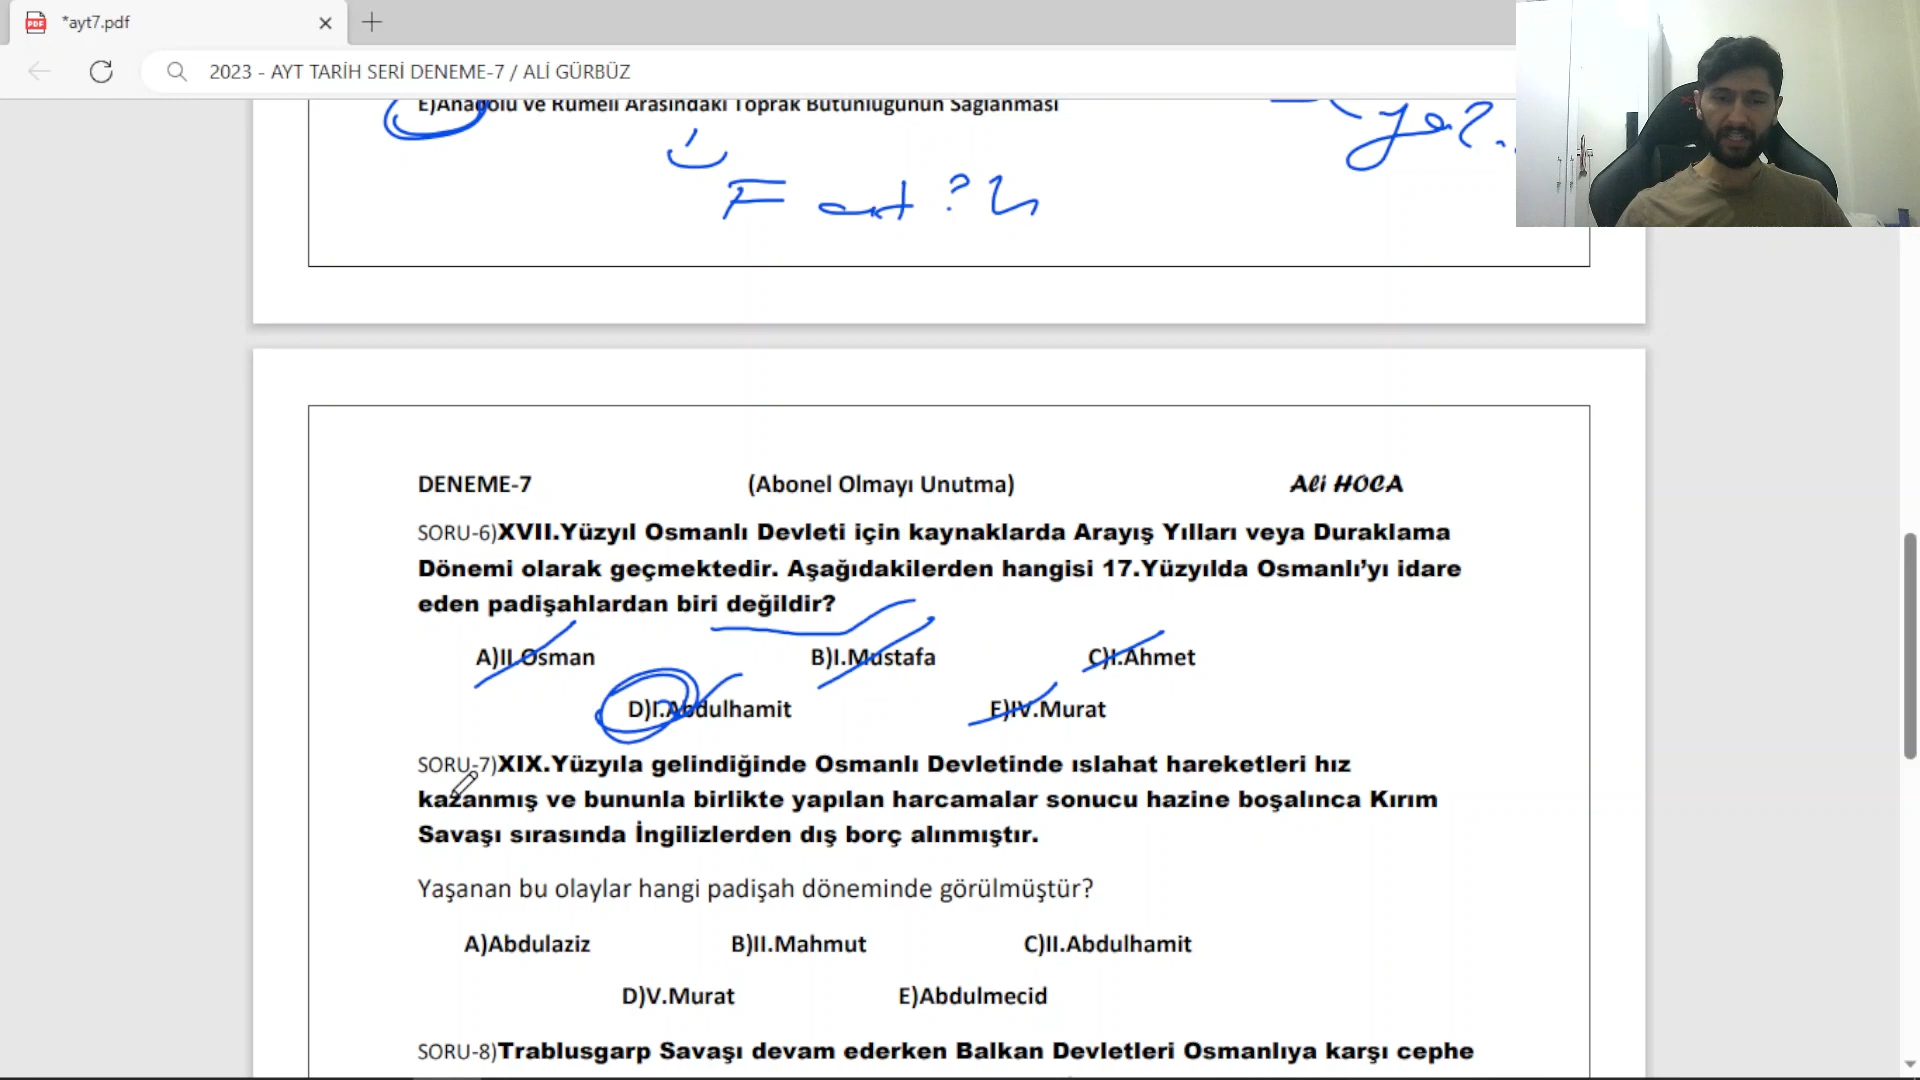 *ayt7.pdf
2023 - AYT TARİH SERİ DENEME-7 / ALİ GÜRBÜZ
E)Anadolu ve Rumeli Arasındaki Toprak Bütünlüğünün Sağlanması
DENEME-7 (Abonel Olmayı Unutma) Ali HOCA
SORU-6)XVII.Yüzyıl Osmanlı Devleti için kaynaklarda Arayış Yılları veya Duraklama
Dönemi olarak geçmektedir. Aşağıdakilerden hangisi 17.Yüzyılda Osmanlı’yı idare
eden padişahlardan biri değildir?
A)II.Osman B)I.Mustafa C)I.Ahmet
D)I.Abdulhamit E)IV.Murat
SORU-7)XIX.Yüzyıla gelindiğinde Osmanlı Devletinde ıslahat hareketleri hız
kazanmış ve bununla birlikte yapılan harcamalar sonucu hazine boşalınca Kırım
Savaşı sırasında İngilizlerden dış borç alınmıştır.
Yaşanan bu olaylar hangi padişah döneminde görülmüştür?
A)Abdulaziz B)II.Mahmut C)II.Abdulhamit
D)V.Murat E)Abdulmecid
SORU-8)Trablusgarp Savaşı devam ederken Balkan Devletleri Osmanlıya karşı cephe